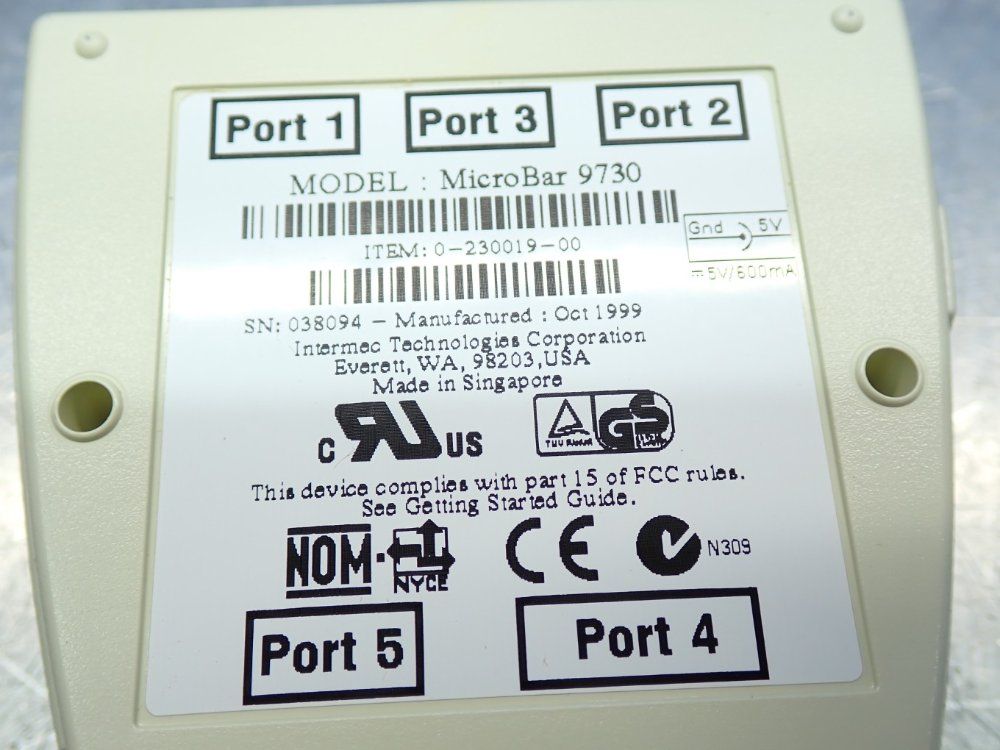 Port 1 Port 3 Port 2
MODEL : MicroBar 9730
ITEM: 0-230019-00
Gnd 5V
5V/600mA
SN: 038094 - Manufactured : Oct 1999
Intermec Technologies Corporation
Everett, WA, 98203,USA
Made in Singapore
C RU US
GS
This device complies with part 15 of FCC rules.
See Getting Started Guide.
NOM-NYCE CE N309
Port 5 Port 4